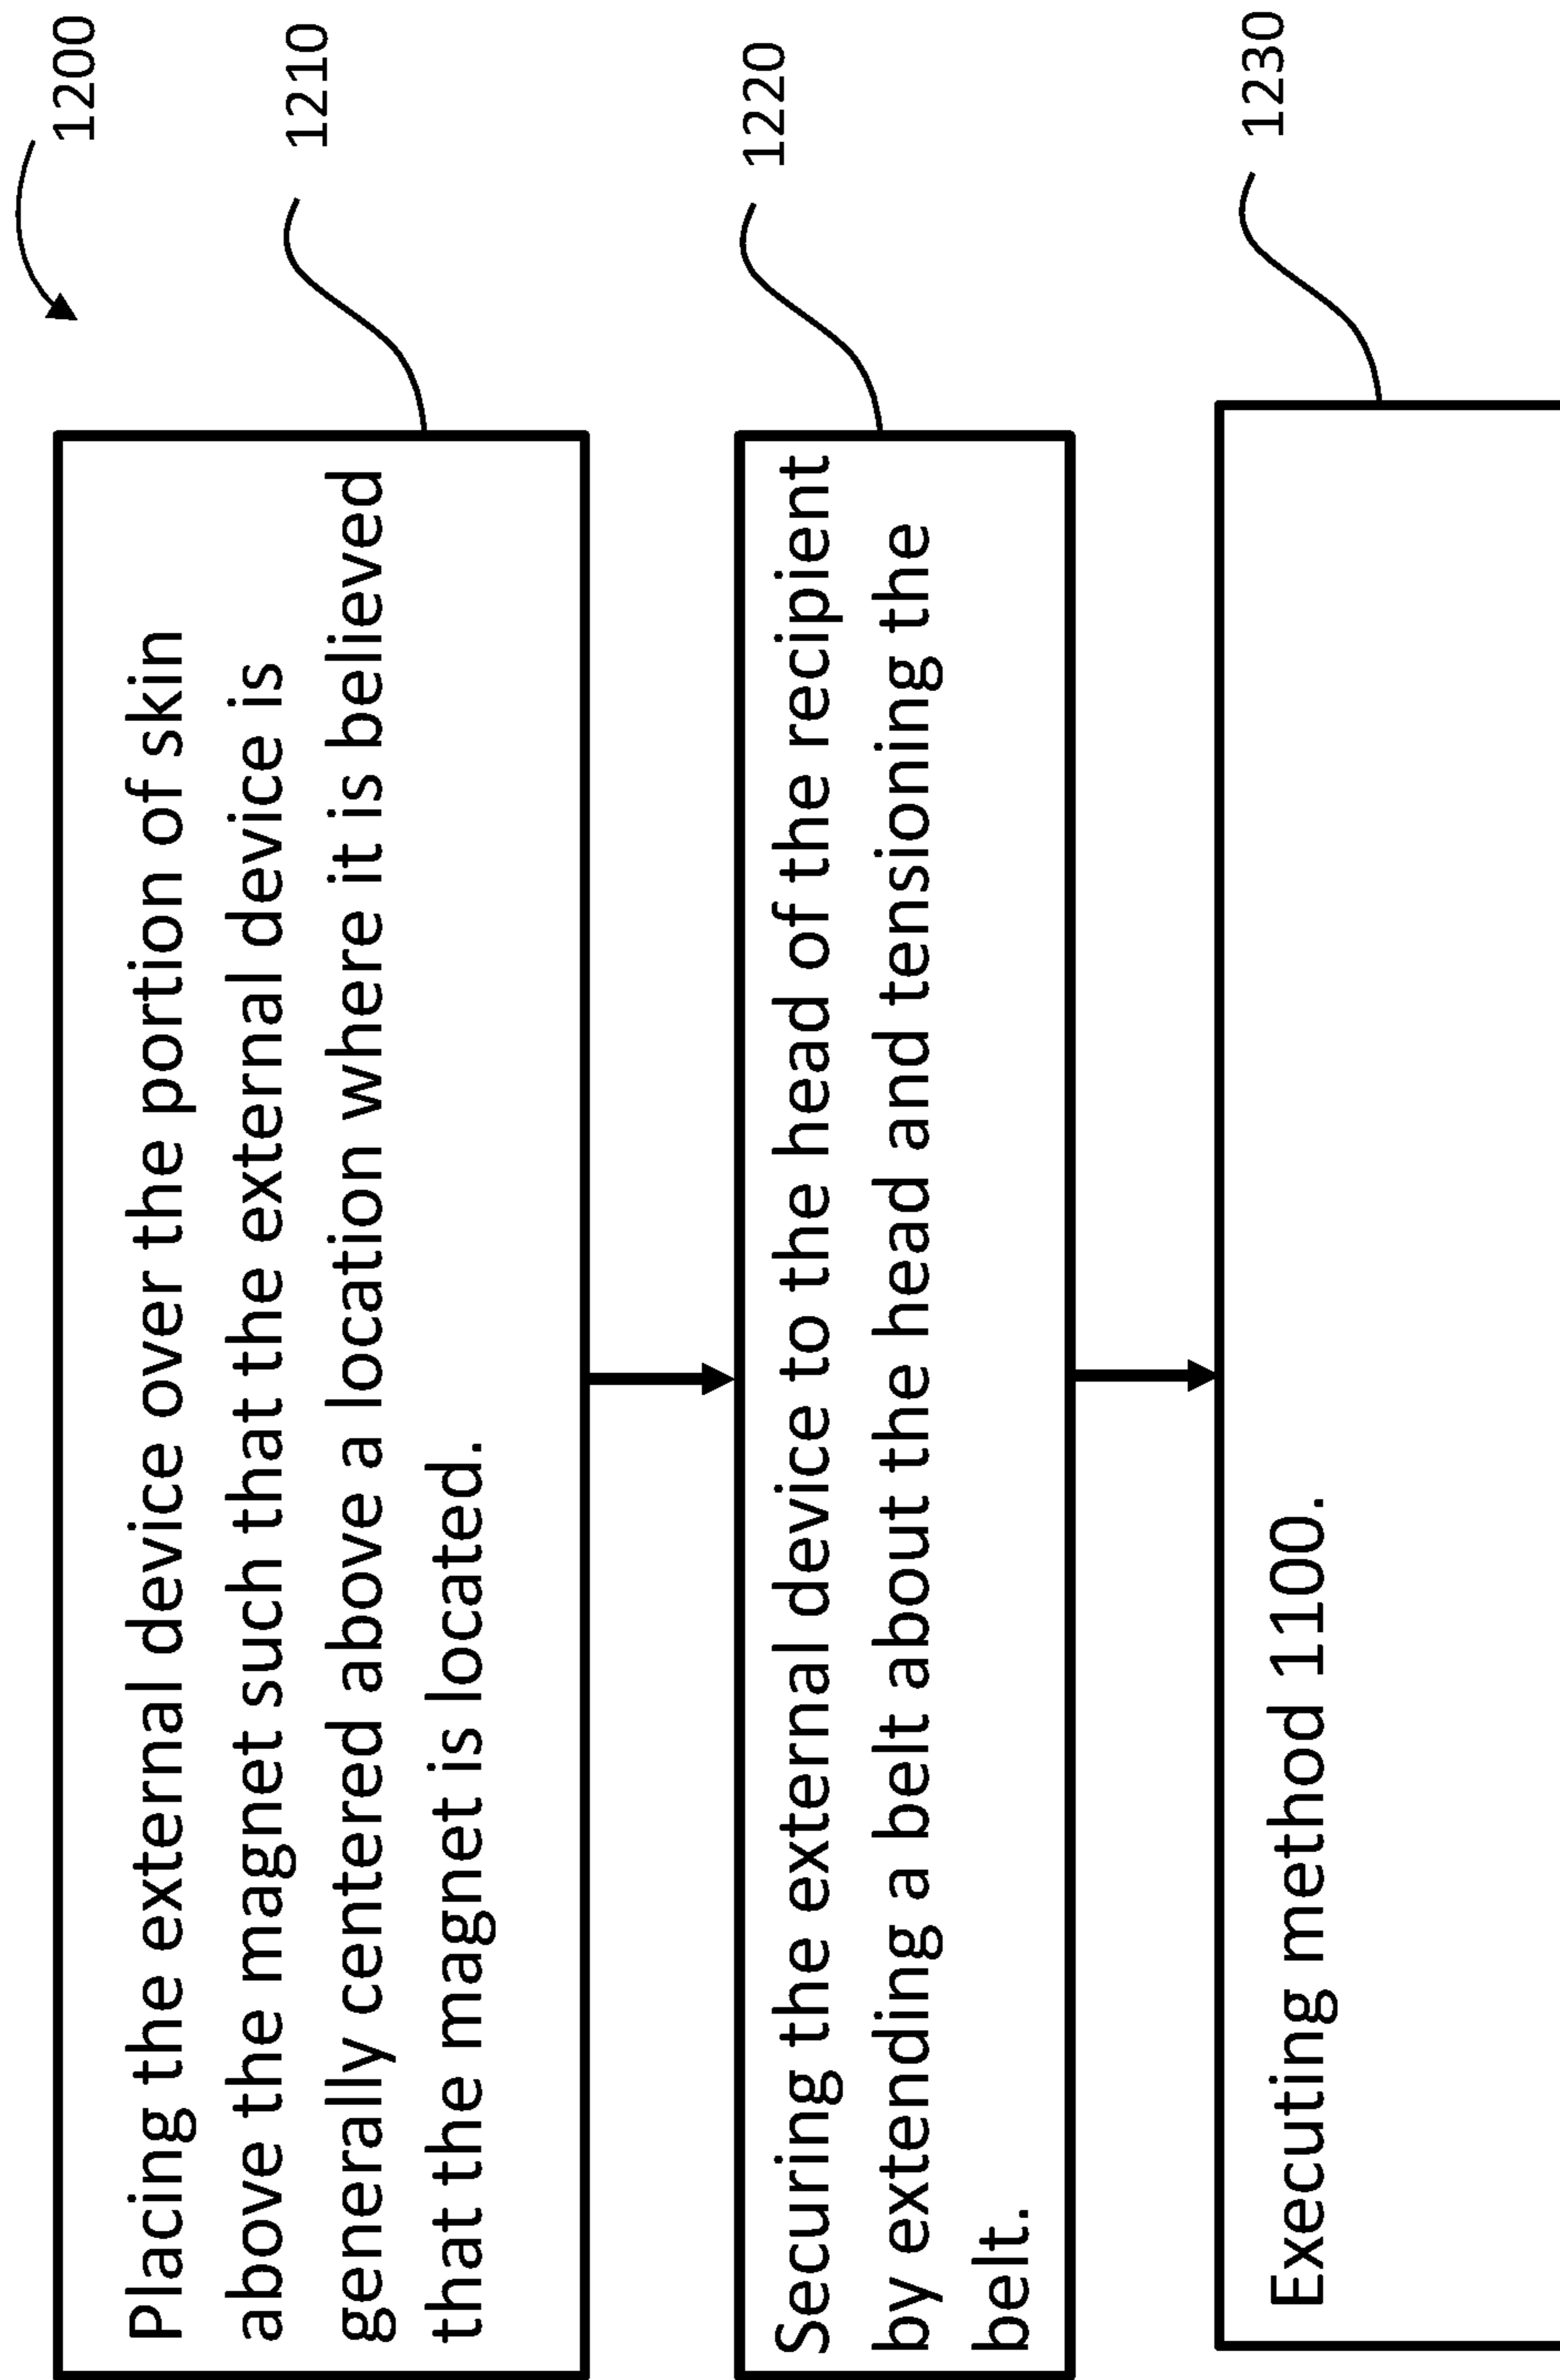 1200
Placing the external device over the portion of skin
above the magnet such that the external device is
generally centered above a location where it is believed
that the magnet is located.
1210
Securing the external device to the head of the recipient
by extending a belt about the head and tensioning the
belt.
1220
Executing method 1100.
1230